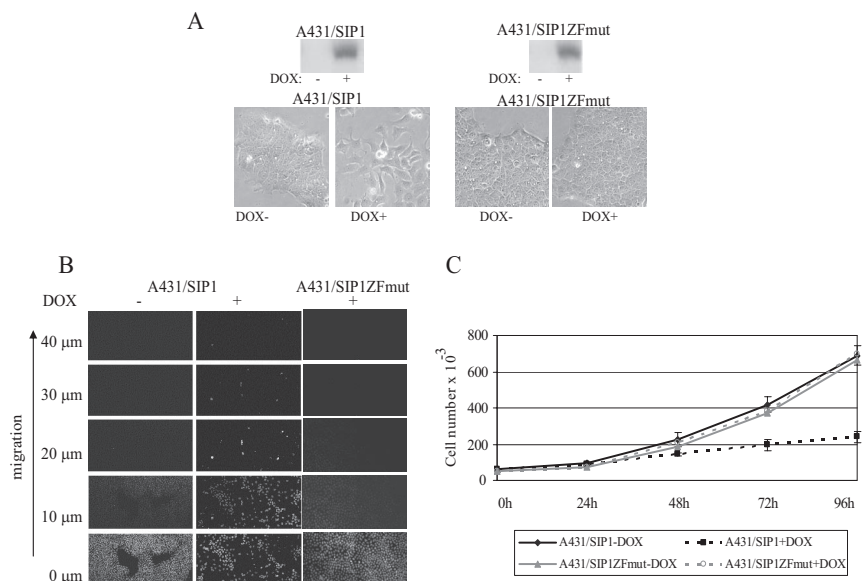 A
A431/SIP1
A431/SIP1ZFmut
DOX: - +
DOX: - +
A431/SIP1
A431/SIP1ZFmut
DOX- DOX+
DOX- DOX+
B
A431/SIP1 A431/SIP1ZFmut
DOX - + +
40 μm
30 μm
20 μm
10 μm
0 μm
migration
C
Cell number x 10-3
800
600
400
200
0
0h 24h 48h 72h 96h
A431/SIP1-DOX
A431/SIP1+DOX
A431/SIP1ZFmut-DOX
A431/SIP1ZFmut+DOX